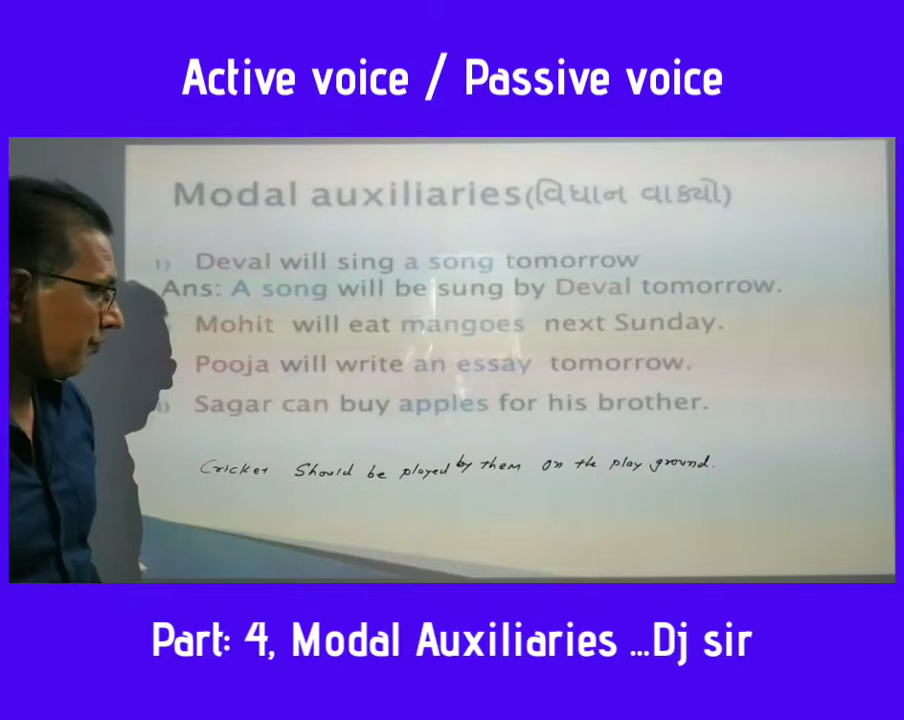 Active voice / Passive voice
Modal auxiliaries(વિધાન વાક્યો)
1) Deval will sing a song tomorrow
Ans: A song will be sung by Deval tomorrow.
Mohit will eat mangoes next Sunday.
Pooja will write an essay tomorrow.
4) Sagar can buy apples for his brother.
Cricket Should be played by them on the play ground.
Part: 4, Modal Auxiliaries ...Dj sir